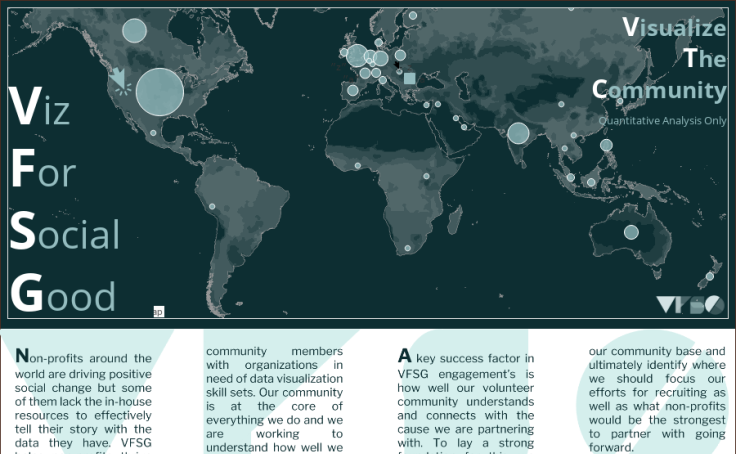 Visualize
The
Community
Quantitative Analysis Only
Viz
For
Social
Good
ap
VFSG
Non-profits around the
world are driving positive
social change but some
of them lack the in-house
resources to effectively
tell their story with the
data they have. VFSG
community members
with organizations in
need of data visualization
skill sets. Our community
is at the core of
everything we do and we
are working to
understand how well we
A key success factor in
VFSG engagement's is
how well our volunteer
community understands
and connects with the
cause we are partnering
with. To lay a strong
our community base and
ultimately identify where
we should focus our
efforts for recruiting as
well as what non-profits
would be the strongest
to partner with going
forward.